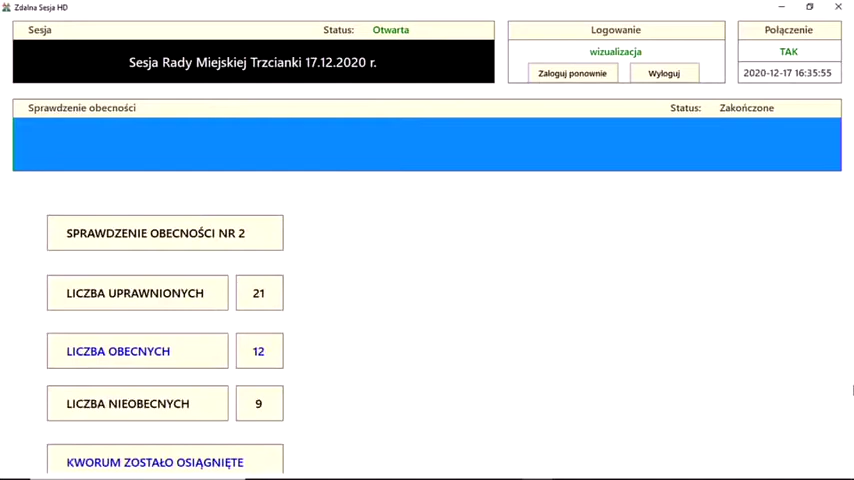 Zdalna Sesja HD
Sesja Status: Otwarta
Sesja Rady Miejskiej Trzcianki 17.12.2020 r.
Logowanie
wizualizacja
Zaloguj ponownie Wyloguj
Połączenie
TAK
2020-12-17 16:35:55
Sprawdzenie obecności Status: Zakończone
SPRAWDZENIE OBECNOŚCI NR 2
LICZBA UPRAWNIONYCH 21
LICZBA OBECNYCH 12
LICZBA NIEOBECNYCH 9
KWORUM ZOSTAŁO OSIĄGNIĘTE